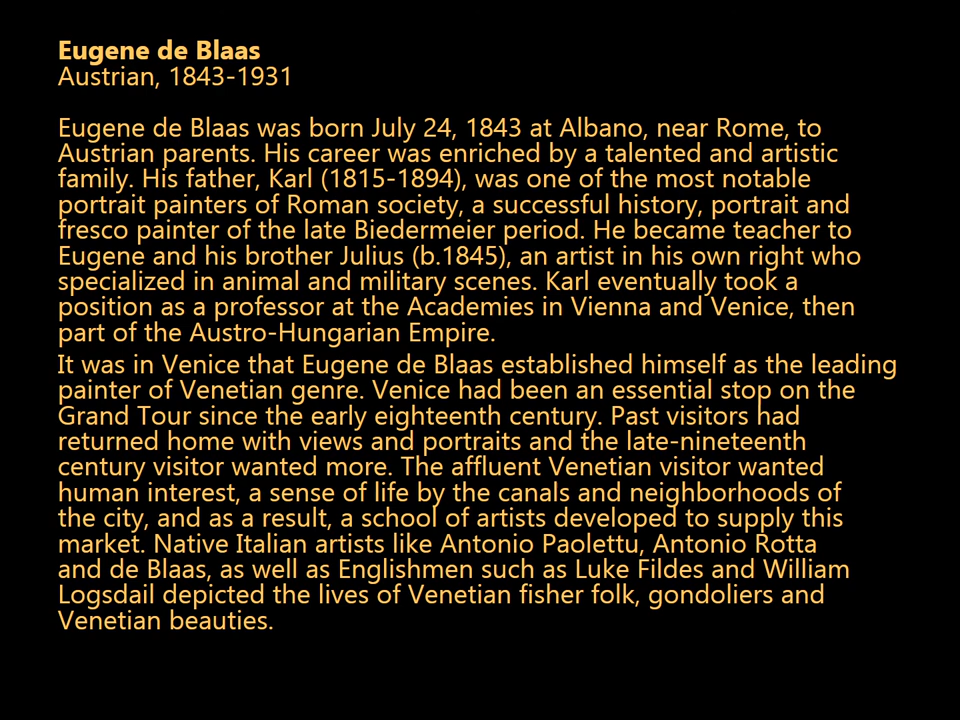 Eugene de Blaas
Austrian, 1843-1931
Eugene de Blaas was born July 24, 1843 at Albano, near Rome, to
Austrian parents. His career was enriched by a talented and artistic
family. His father, Karl (1815-1894), was one of the most notable
portrait painters of Roman society, a successful history, portrait and
fresco painter of the late Biedermeier period. He became teacher to
Eugene and his brother Julius (b.1845), an artist in his own right who
specialized in animal and military scenes. Karl eventually took a
position as a professor at the Academies in Vienna and Venice, then
part of the Austro-Hungarian Empire.
It was in Venice that Eugene de Blaas established himself as the leading
painter of Venetian genre. Venice had been an essential stop on the
Grand Tour since the early eighteenth century. Past visitors had
returned home with views and portraits and the late-nineteenth
century visitor wanted more. The affluent Venetian visitor wanted
human interest, a sense of life by the canals and neighborhoods of
the city, and as a result, a school of artists developed to supply this
market. Native Italian artists like Antonio Paolettu, Antonio Rotta
and de Blaas, as well as Englishmen such as Luke Fildes and William
Logsdail depicted the lives of Venetian fisher folk, gondoliers and
Venetian beauties.